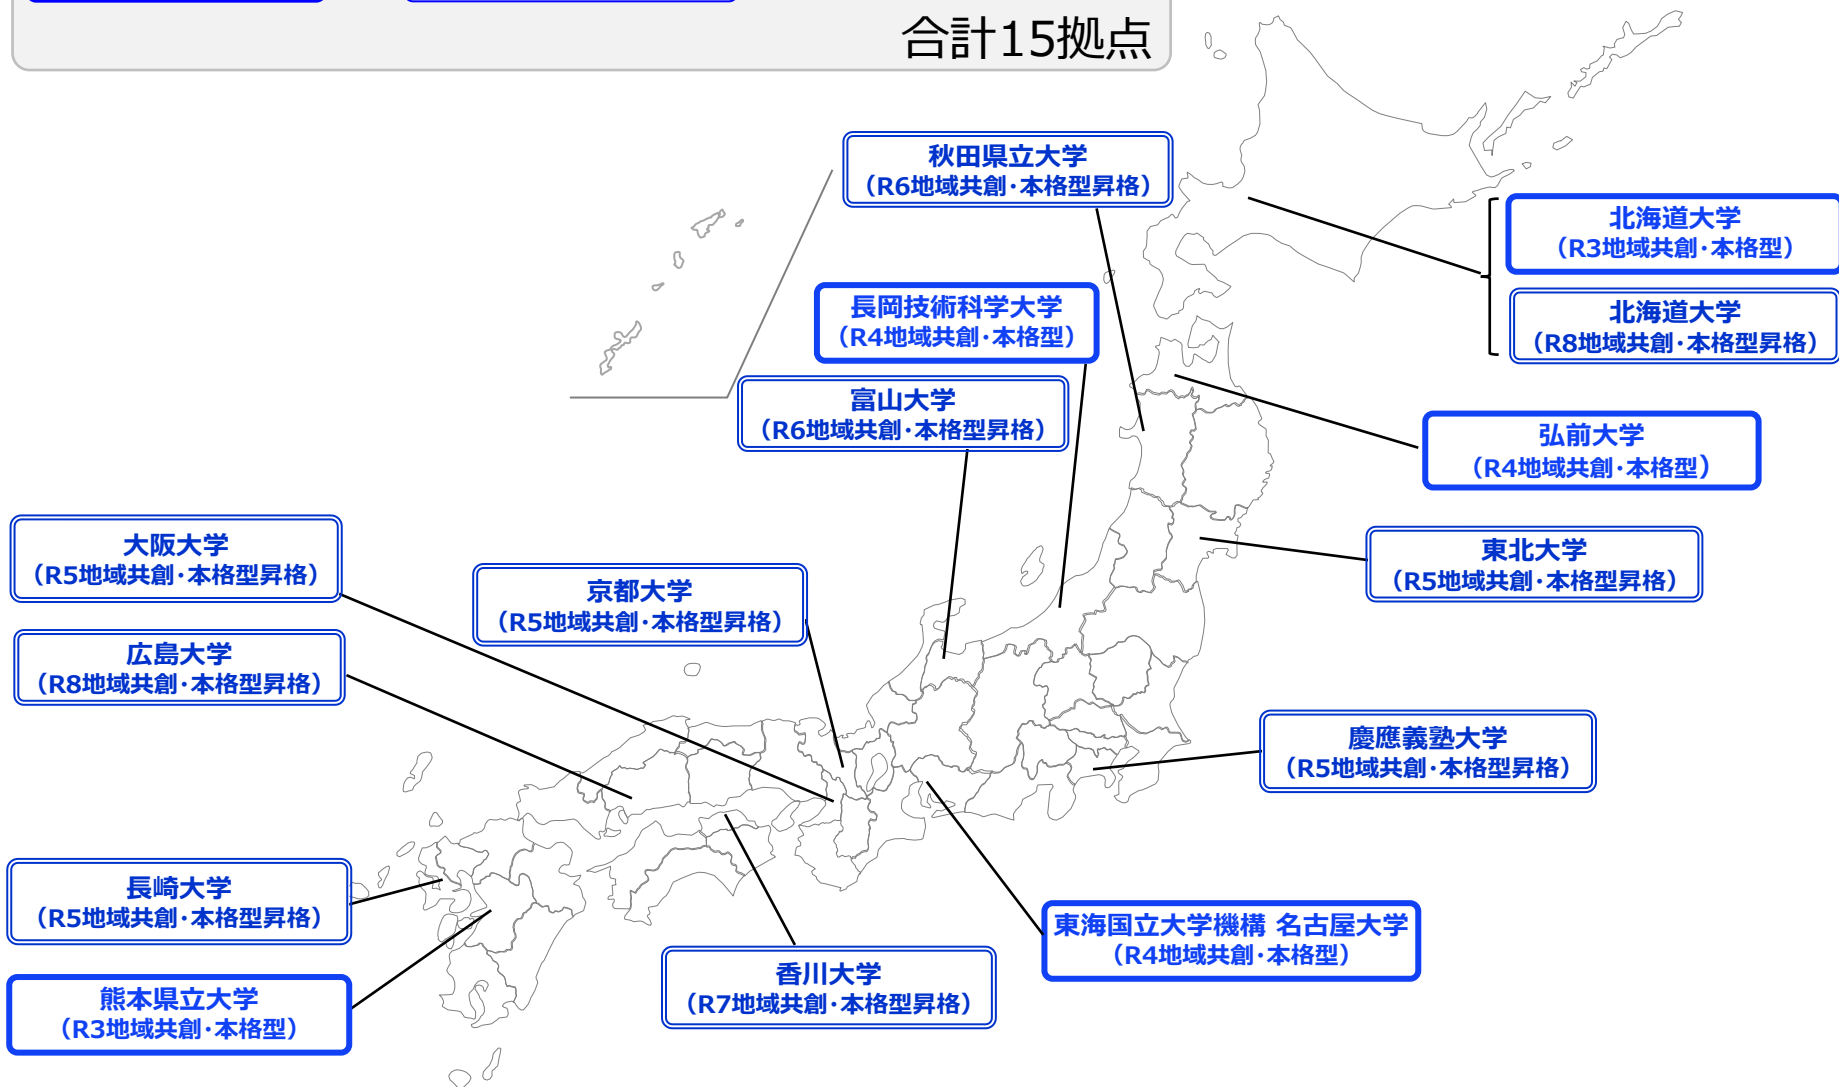 合計15拠点
秋田県立大学
（R6地域共創･本格型昇格）
北海道大学
（R3地域共創･本格型）
北海道大学
（R8地域共創･本格型昇格）
長岡技術科学大学
（R4地域共創･本格型）
富山大学
（R6地域共創･本格型昇格）
弘前大学
（R4地域共創･本格型）
大阪大学
（R5地域共創･本格型昇格）
京都大学
（R5地域共創･本格型昇格）
東北大学
（R5地域共創･本格型昇格）
広島大学
（R8地域共創･本格型昇格）
慶應義塾大学
（R5地域共創･本格型昇格）
長崎大学
（R5地域共創･本格型昇格）
東海国立大学機構 名古屋大学
（R4地域共創･本格型）
香川大学
（R7地域共創･本格型昇格）
熊本県立大学
（R3地域共創･本格型）